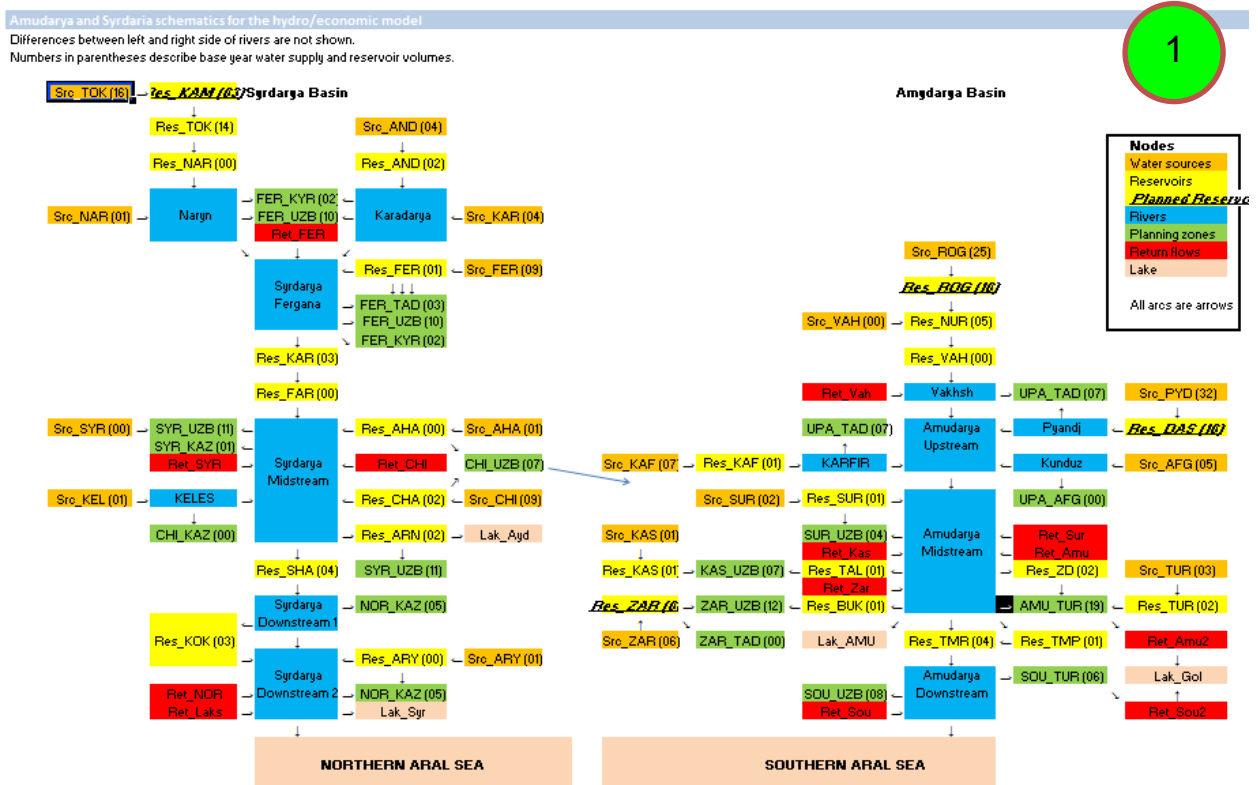 Amudarya and Syrdaria schematics for the hydro/economic model
Differences between left and right side of rivers are not shown.
Numbers in parentheses describe base year water supply and reservoir volumes.
1
Src_TOK (16) Res_KAM (03) /Syrdarya Basin
Amydarya Basin
Res_TOK (14) Src_AND (04)
Res_NAR (00) Res_AND (02)
Src_NAR (01) Naryn FER_KYR (02) Karadarya Src_KAR (04)
FER_UZB (10)
Ret_FER
Syrdarya Fergana Res_FER (01) Src_FER (09)
FER_TAD (03)
FER_UZB (10)
FER_KYR (02)
Res_KAR (03)
Res_FAR (00)
Src_SYR (00) SYR_UZB (11) Res_AHA (00) Src_AHA (01)
SYR_KAZ (01)
Ret_SYR Syrdarya Midstream Ret_CHI CHI_UZB (07)
Src_KEL (01) KELES Res_CHA (02) Src_CHI (09)
CHI_KAZ (00) Res_ARN (02) Lak_Ayd
Res_SHA (04) SYR_UZB (11)
Syrdarya Downstream 1 NOR_KAZ (05)
Res_KOK (03)
Syrdarya Downstream 2 Res_ARY (00) Src_ARY (01)
Ret_NOR NOR_KAZ (05)
Ret_Laks Lak_Syr
NORTHERN ARAL SEA
Nodes
Water sources
Reservoirs
Planned Reservo
Rivers
Planning zones
Return flows
Lake
All arcs are arrows
Src_ROG (25)
Res_ROG (10)
Src_VAH (00) Res_NUR (05)
Res_VAH (00)
Ret_Vah Vakhsh UPA_TAD (07) Src_PYD (32)
UPA_TAD (07) Amudarya Upstream Pyandj Res_DAS (10)
Src_KAF (07) Res_KAF (01) KARFIR Kunduz Src_AFG (05)
Src_SUR (02) Res_SUR (01) UPA_AFG (00)
Src_KAS (01) SUR_UZB (04) Amudarya Midstream Ret_Sur
Ret_Kas Ret_Amu
Res_KAS (01) KAS_UZB (07) Res_TAL (01) Res_ZD (02) Src_TUR (03)
Ret_Zar
Res_ZAR ZAR_UZB (12) Res_BUK (01) AMU_TUR (19) Res_TUR (02)
Src_ZAR (06) ZAR_TAD (00) Lak_AMU Res_TMR (04) Res_TMP (01) Ret_Amu2
Amudarya Downstream SOU_TUR (06) Lak_Gol
SOU_UZB (08)
Ret_Sou Ret_Sou2
SOUTHERN ARAL SEA